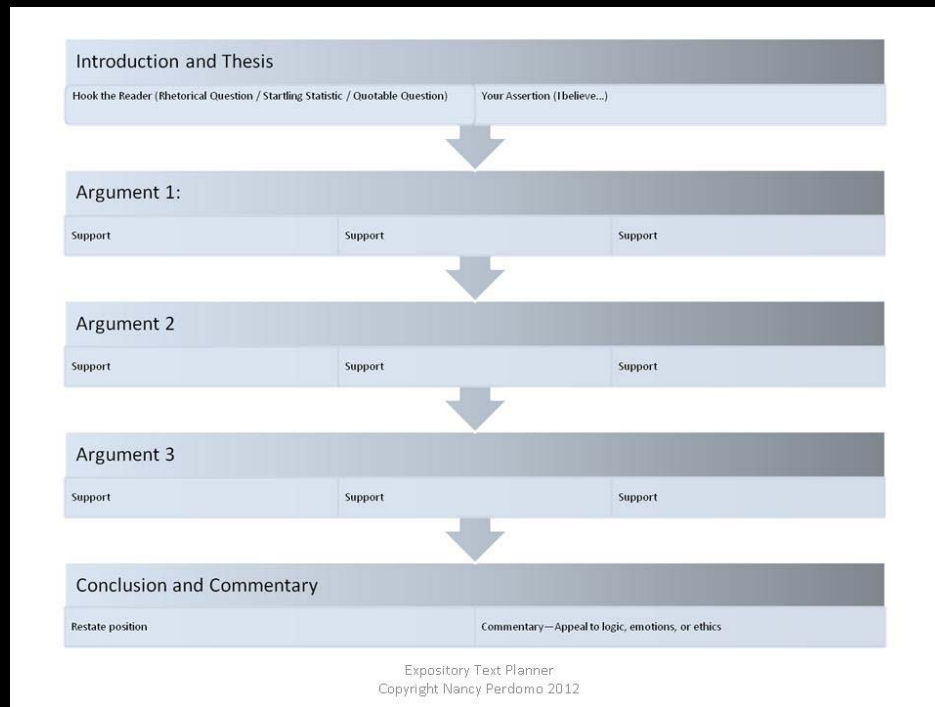 Introduction and Thesis
Hook the Reader (Rhetorical Question / Startling Statistic / Quotable Question)
Your Assertion (I believe...)
Argument 1:
Support
Support
Support
Argument 2
Support
Support
Support
Argument 3
Support
Support
Support
Conclusion and Commentary
Restate position
Commentary—Appeal to logic, emotions, or ethics
Expository Text Planner
Copyright Nancy Perdomo 2012